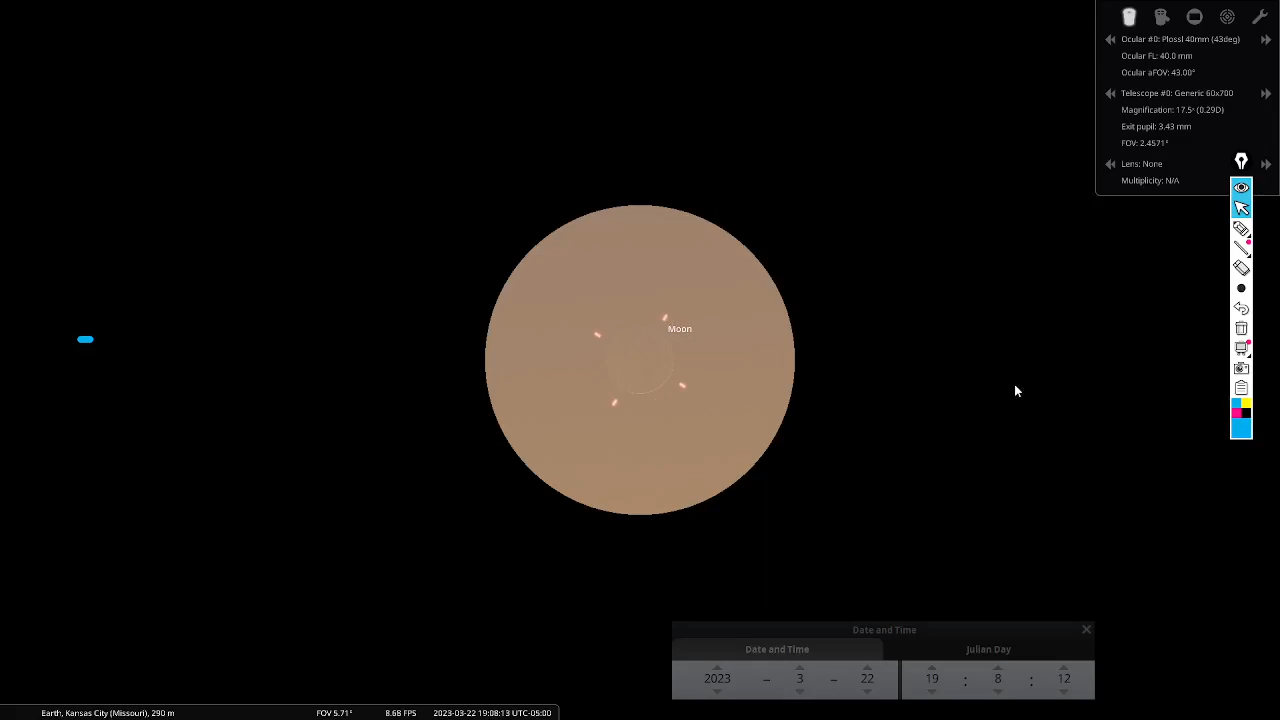 Ocular #0: Plossl 40mm (43deg)
Ocular FL: 40.0 mm
Ocular aFOV: 43.00°
Telescope #0: Generic 60x700
Magnification: 17.5× (0.29D)
Exit pupil: 3.43 mm
FOV: 2.4571°
Lens: None
Multiplicity: N/A
Moon
Date and Time
Date and Time Julian Day
2023 – 3 – 22 19 : 8 : 12
Earth, Kansas City (Missouri), 290 m FOV 5.71° 8.68 FPS 2023-03-22 19:08:13 UTC-05:00